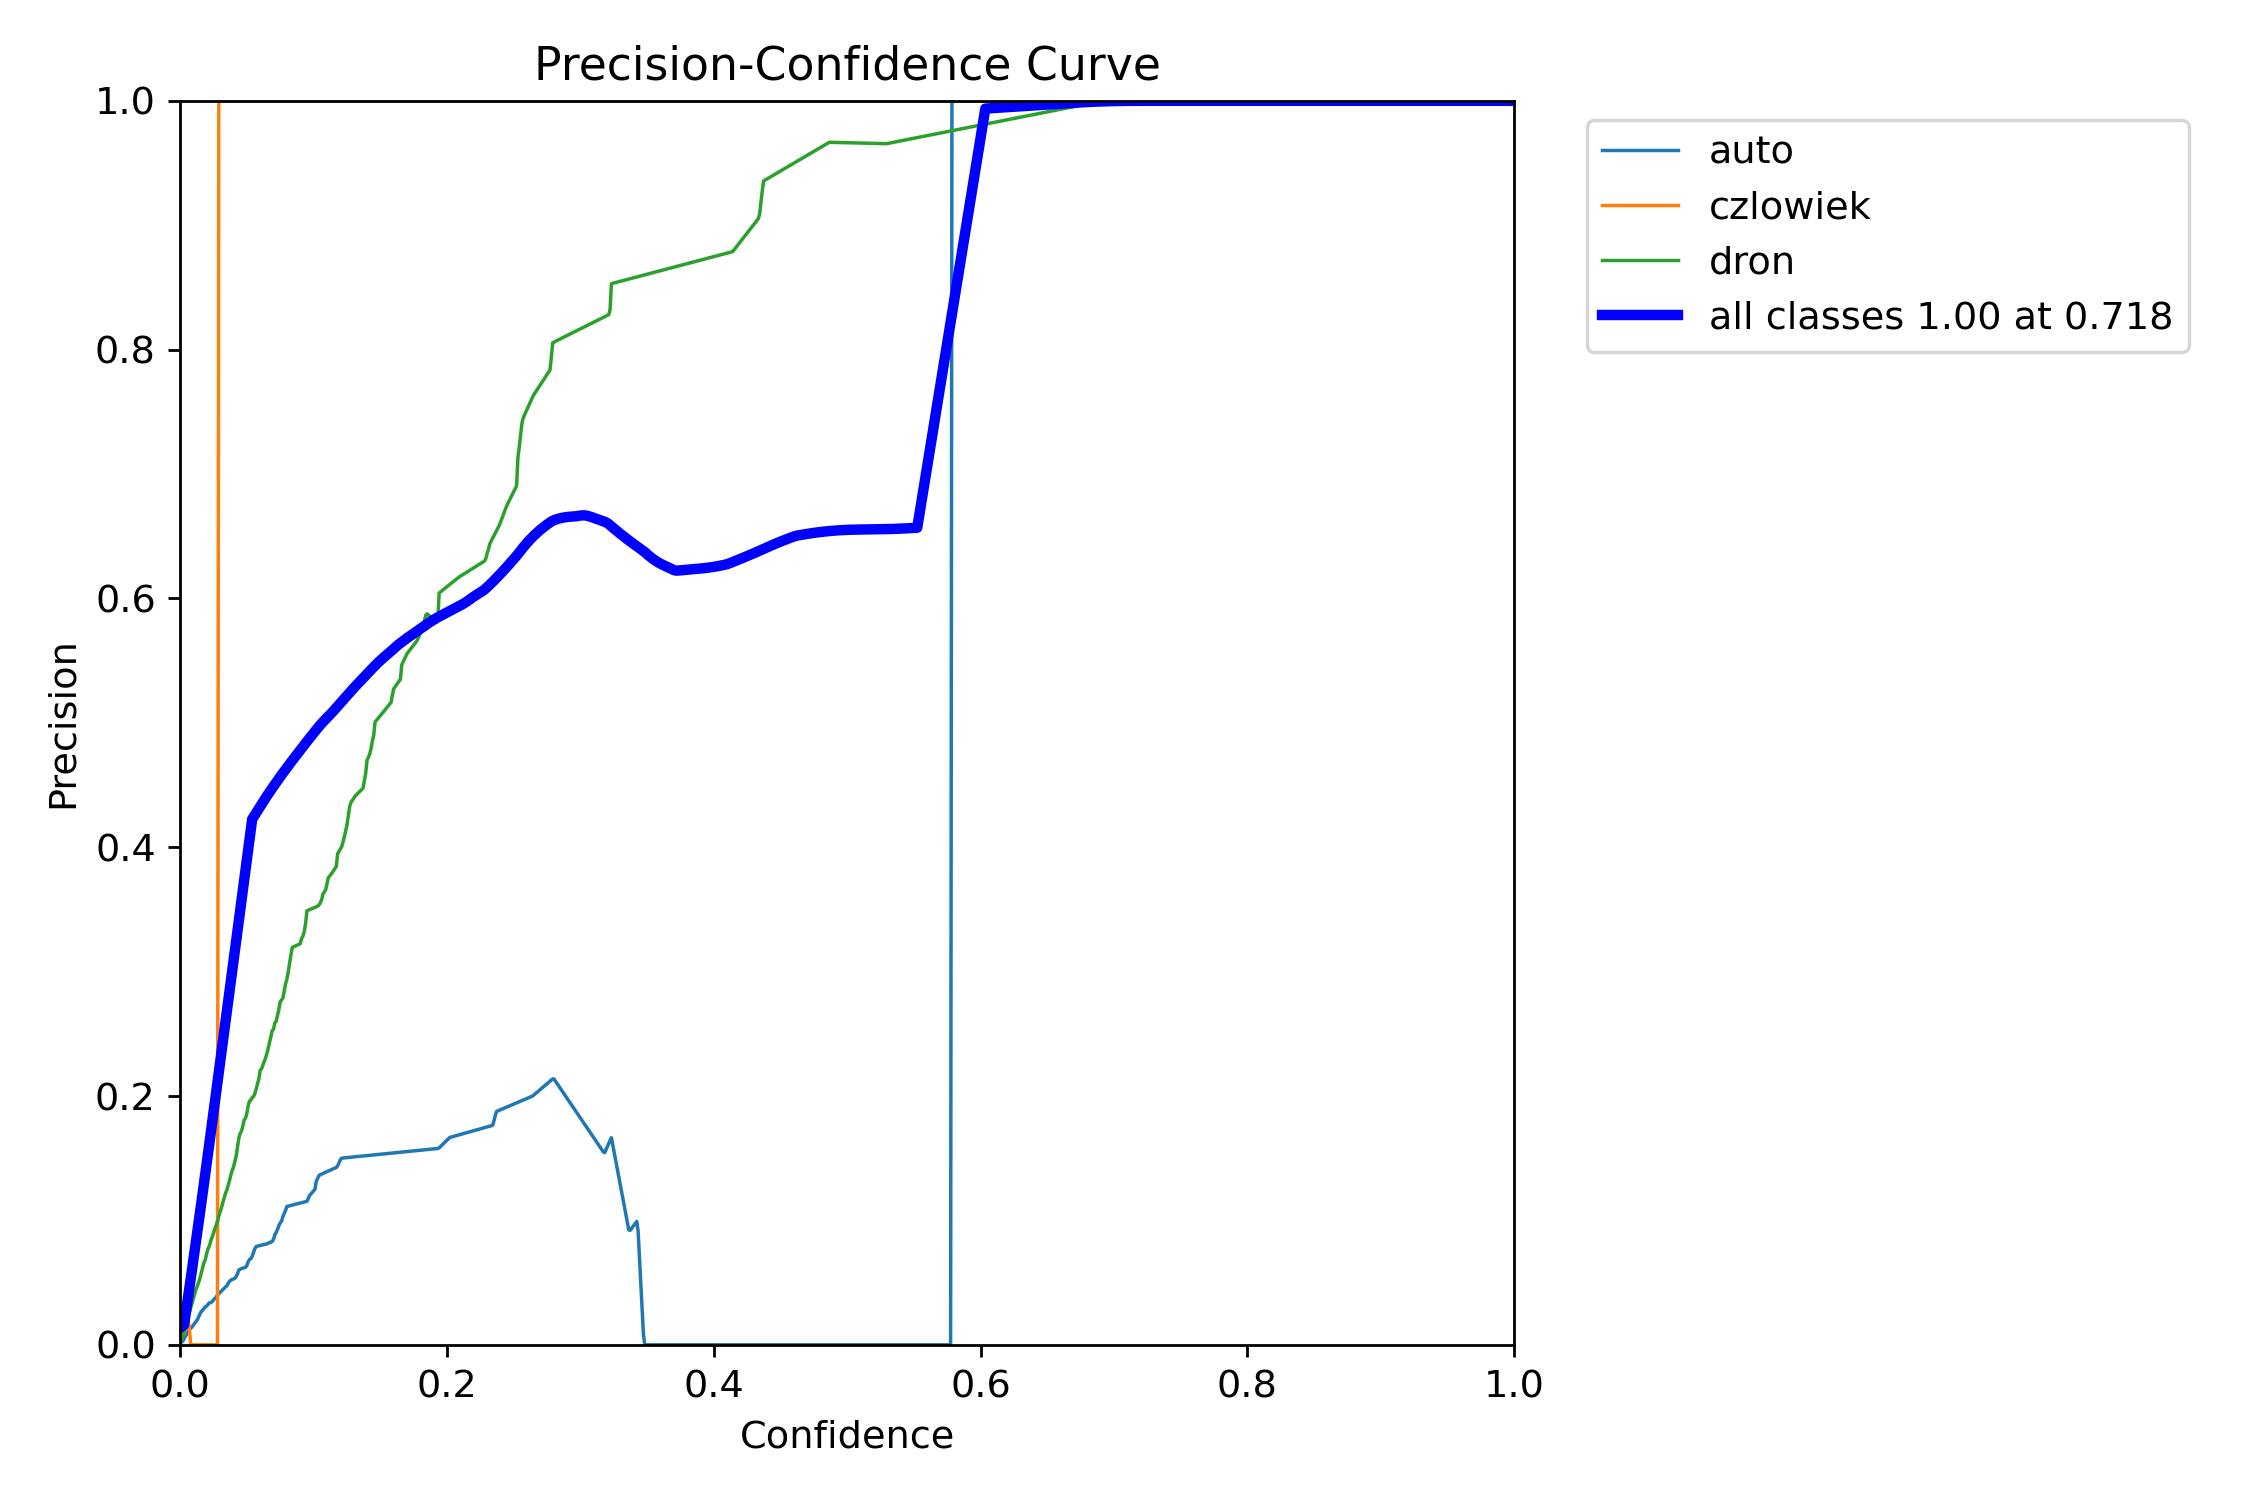 Precision-Confidence Curve
1.0
0.8
0.6
0.4
0.2
0.0
Precision
0.0 0.2 0.4 0.6 0.8 1.0
Confidence
auto
czlowiek
dron
all classes 1.00 at 0.718